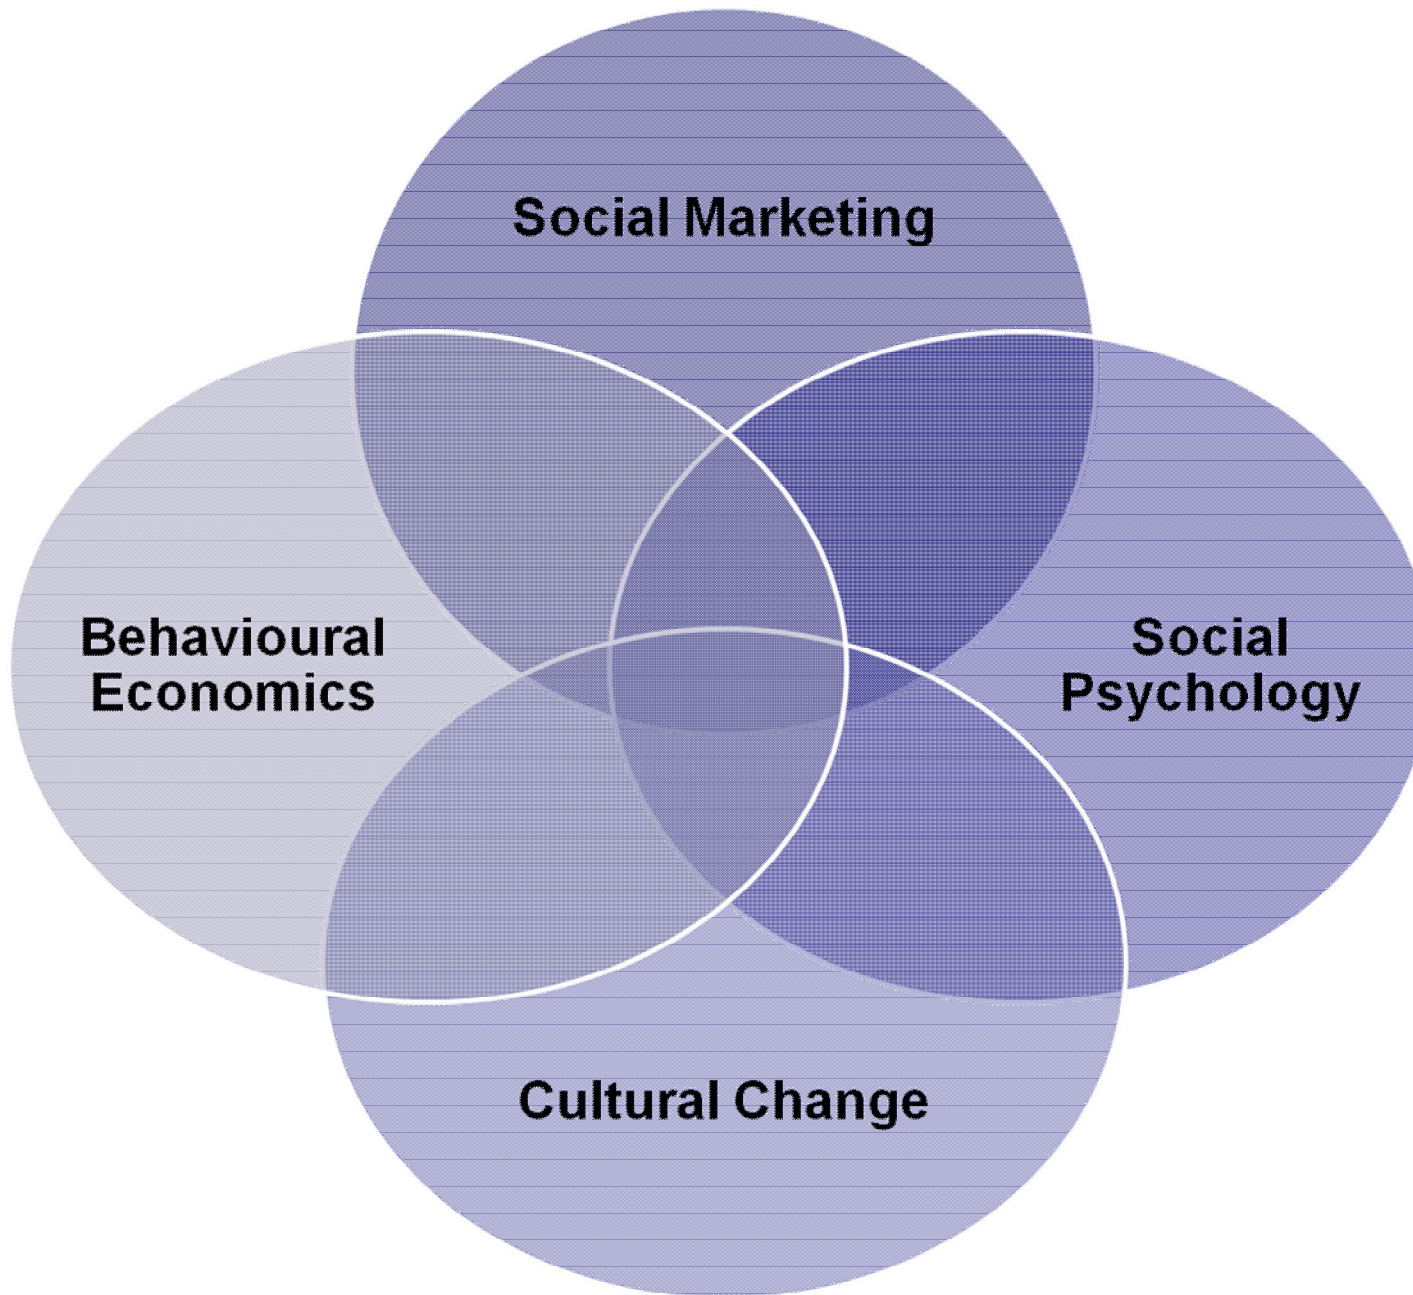 Social Marketing
Behavioural
Economics
Social
Psychology
Cultural Change